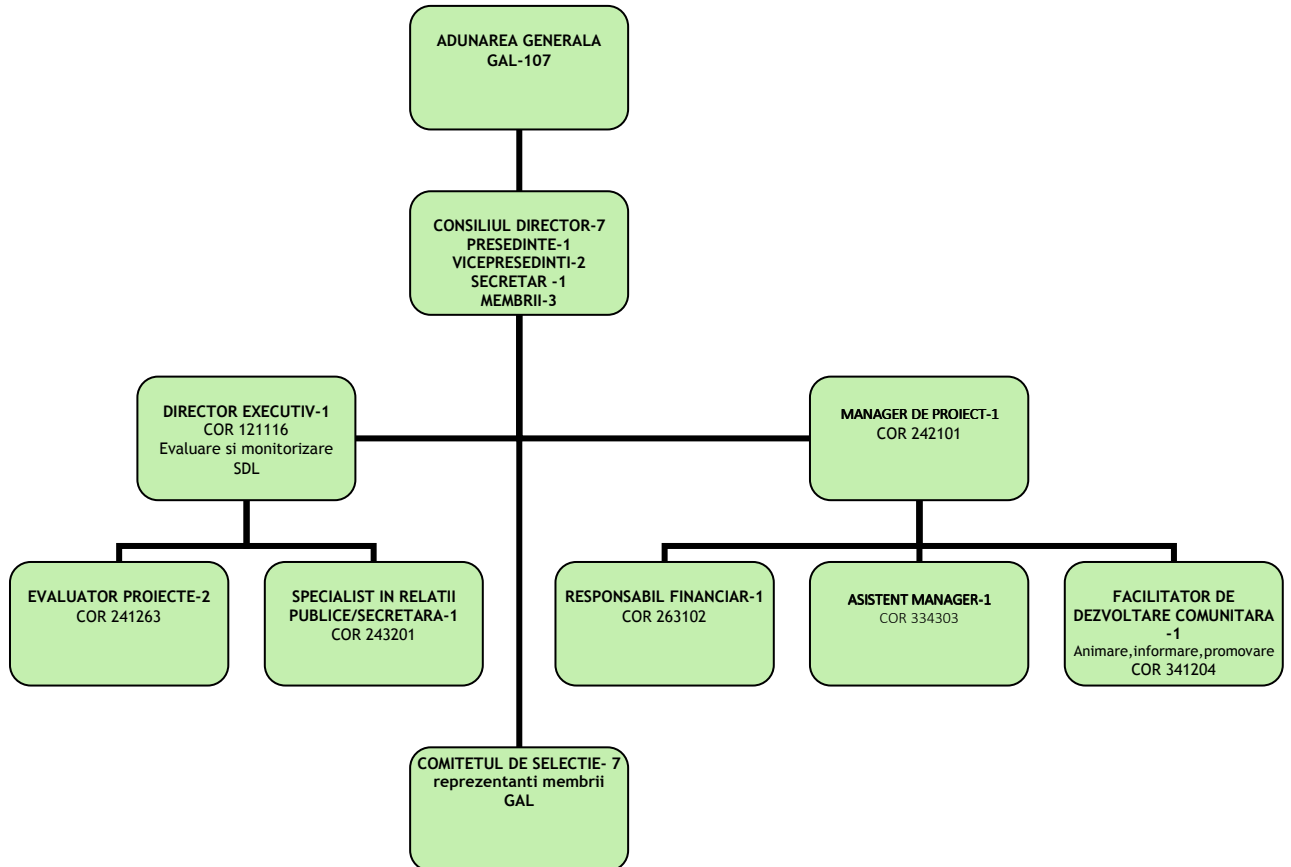 ADUNAREA GENERALA
GAL-107
CONSILIUL DIRECTOR-7
PRESEDINTE-1
VICEPRESEDINTI-2
SECRETAR -1
MEMBRII-3
DIRECTOR EXECUTIV-1
COR 121116
Evaluare si monitorizare
SDL
MANAGER DE PROIECT-1
COR 242101
EVALUATOR PROIECTE-2
COR 241263
SPECIALIST IN RELATII
PUBLICE/SECRETARA-1
COR 243201
RESPONSABIL FINANCIAR-1
COR 263102
ASISTENT MANAGER-1
COR 334303
FACILITATOR DE
DEZVOLTARE COMUNITARA
-1
Animare,informare,promovare
COR 341204
COMITETUL DE SELECTIE- 7
reprezentanti membrii
GAL